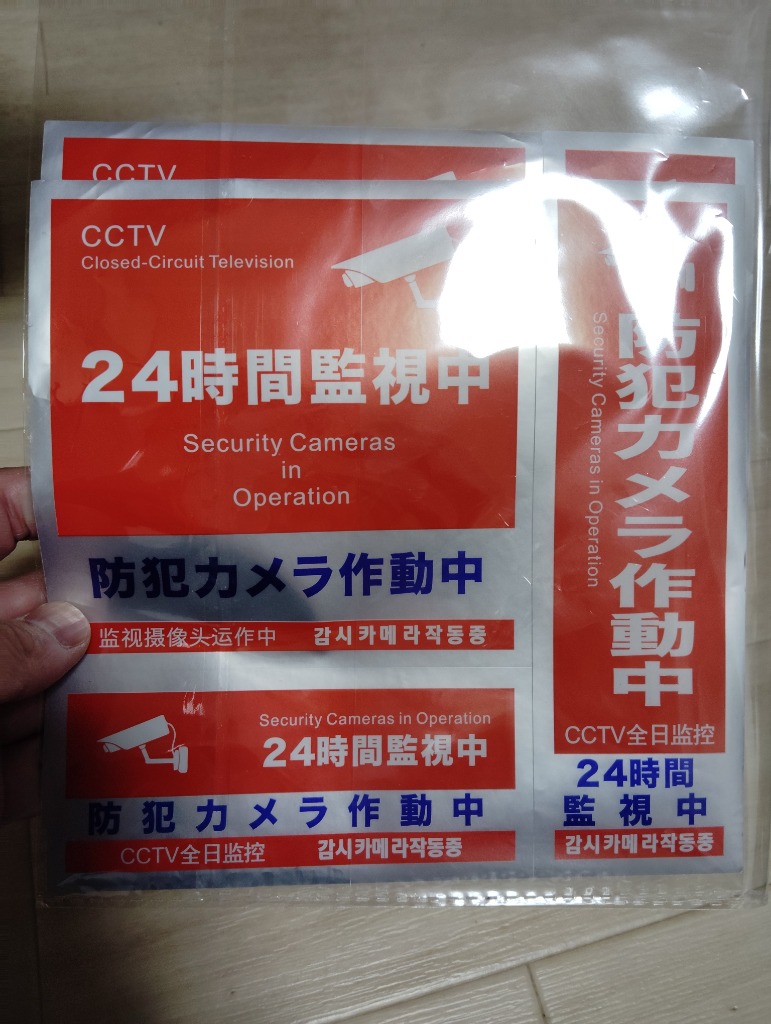 CCTV
CCTV
Closed-Circuit Television
24時間監視中
Security Cameras
in
Operation
防犯カメラ作動中
监视摄像头运作中 감시카메라작동중
Security Cameras in Operation
24時間監視中
防犯カメラ作動中
CCTV全日监控 감시카메라작동중
防犯カメラ作動中
Security Cameras in Operation
CCTV全日监控
24時間
監視中
감시카메라작동중